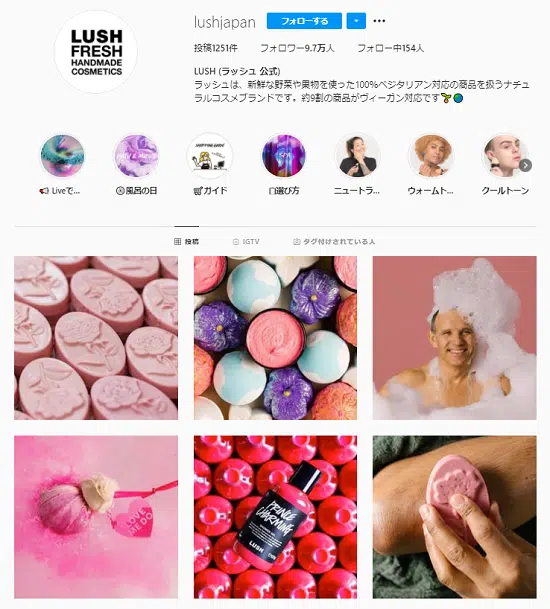 LUSH
FRESH
HANDMADE
COSMETICS
lushjapan
フォローする
投稿1251件 フォロワー9.7万人 フォロー中154人
LUSH (ラッシュ 公式)
ラッシュは、新鮮な野菜や果物を使った100%ベジタリアン対応の商品を扱うナチュ
ラルコスメブランドです。約9割の商品がヴィーガン対応です🌱🌏
📢 Liveで... 風呂の日 ガイド 選び方 ニュートラ... ウォームト... クールトーン
投稿 IGTV タグ付けされている人
PRINCE
CHARMING
LUSH
LOVE